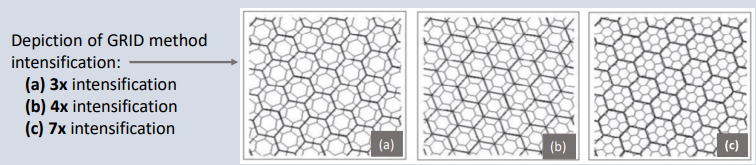 Depiction of GRID method
intensification:
(a) 3x intensification
(b) 4x intensification
(c) 7x intensification
(a)
(b)
(c)